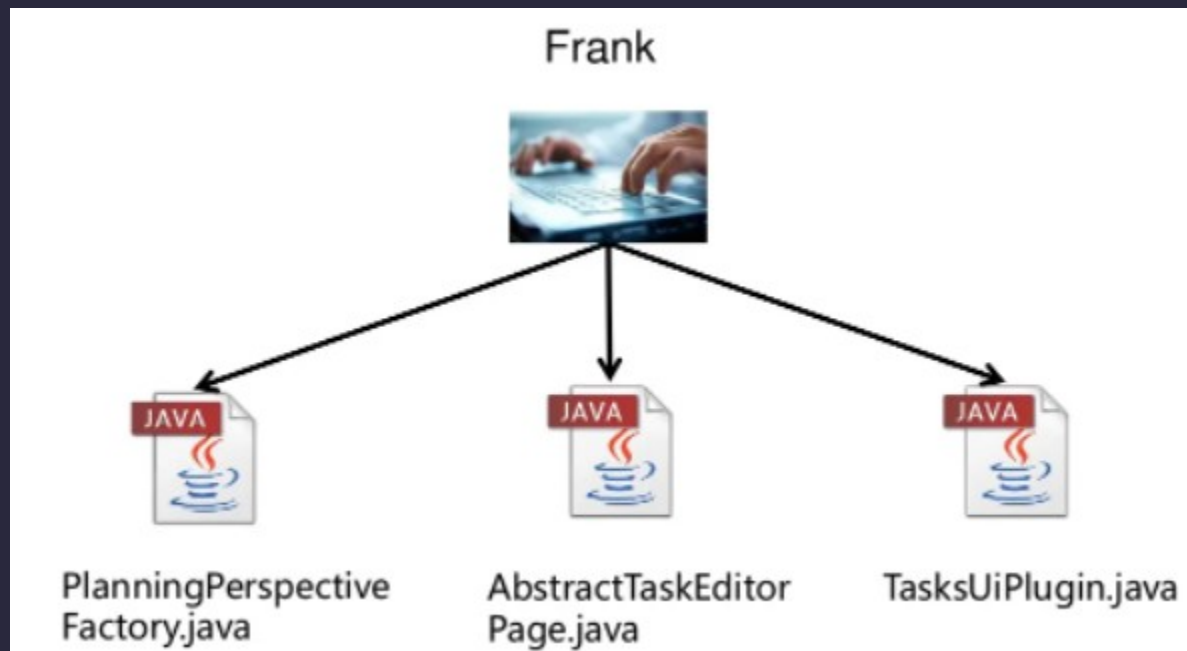 Frank
JAVA
JAVA
JAVA
PlanningPerspective
Factory.java
AbstractTaskEditor
Page.java
TasksUiPlugin.java